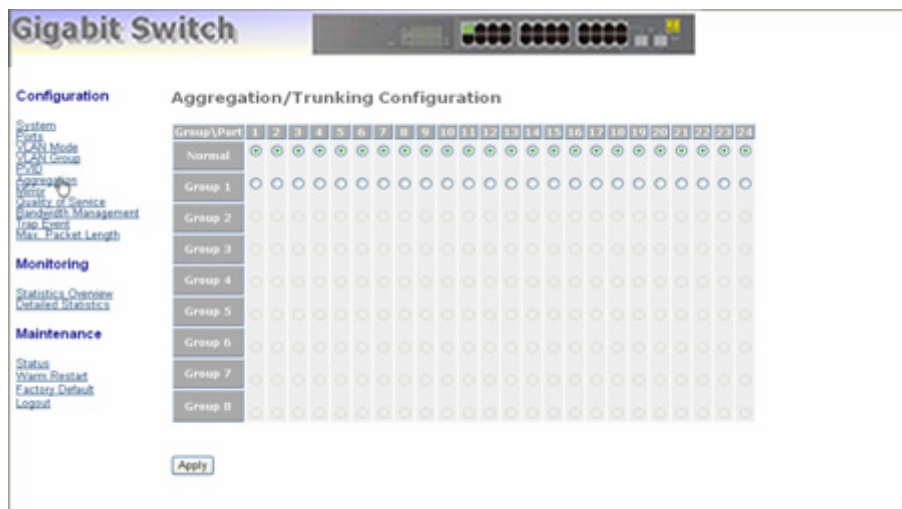 Gigabit Switch
Configuration
System
Ports
VLAN Mode
VLAN Group
PVID
Aggregation
Mirror
Quality of Service
Bandwidth Management
Trap Event
Max. Packet Length
Monitoring
Statistics Overview
Detailed Statistics
Maintenance
Status
Warm Restart
Factory Default
Logout
Aggregation/Trunking Configuration
Group\Port 1 2 3 4 5 6 7 8 9 10 11 12 13 14 15 16 17 18 19 20 21 22 23 24
Normal
Group 1
Group 2
Group 3
Group 4
Group 5
Group 6
Group 7
Group 8
Apply